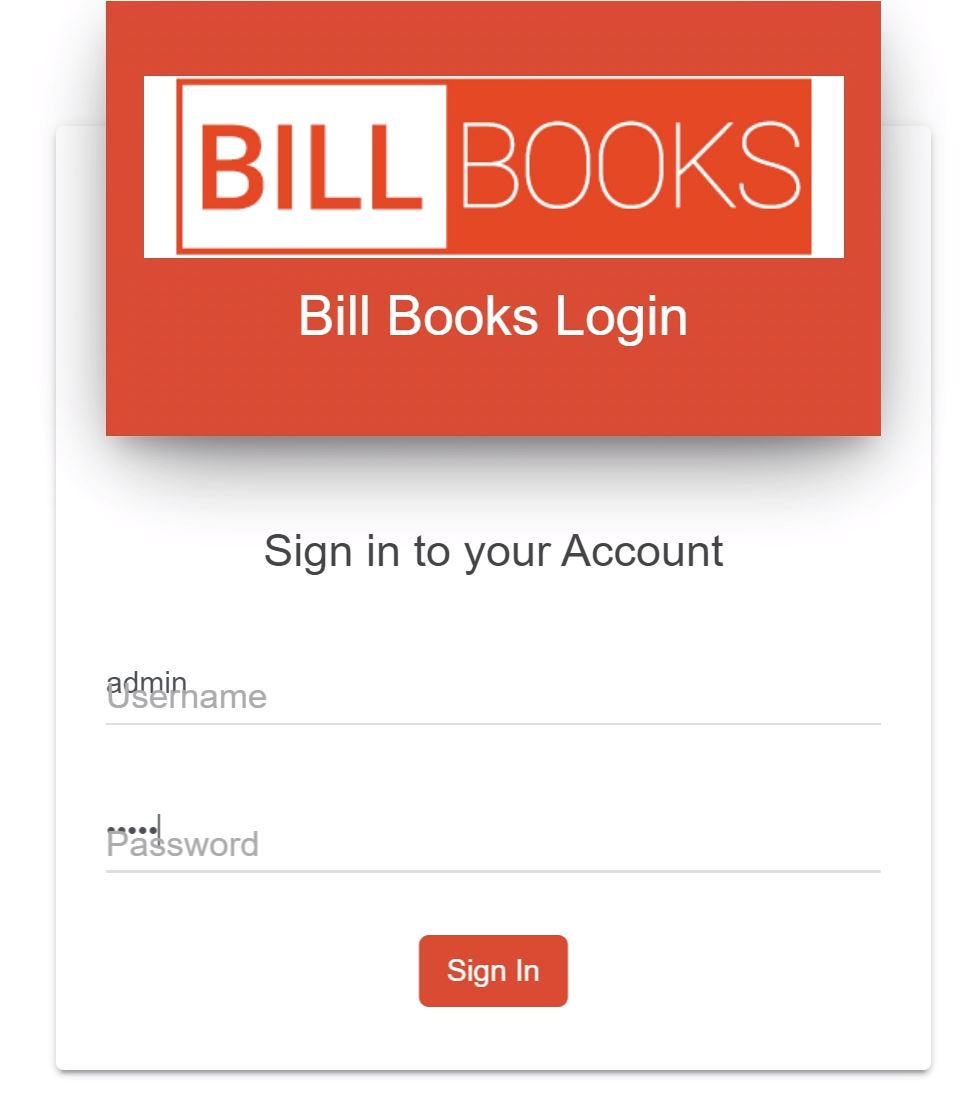 BILL BOOKS
Bill Books Login
Sign in to your Account
admin
Username
•••••
Password
Sign In